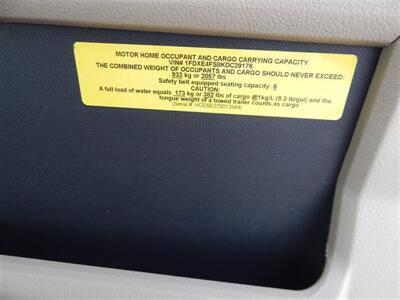 MOTOR HOME OCCUPANT AND CARGO CARRYING CAPACITY
VIN# 1FDXE4FS8KDC29176
THE COMBINED WEIGHT OF OCCUPANTS AND CARGO SHOULD NEVER EXCEED:
933 kg or 2057 lbs
Safety belt equipped seating capacity: 6
CAUTION:
A full load of water equals 173 kg or 382 lbs of cargo @1kg/L (8.3 lb/gal) and the
tongue weight of a towed trailer counts as cargo
(Serial #: HCE6E270013544)